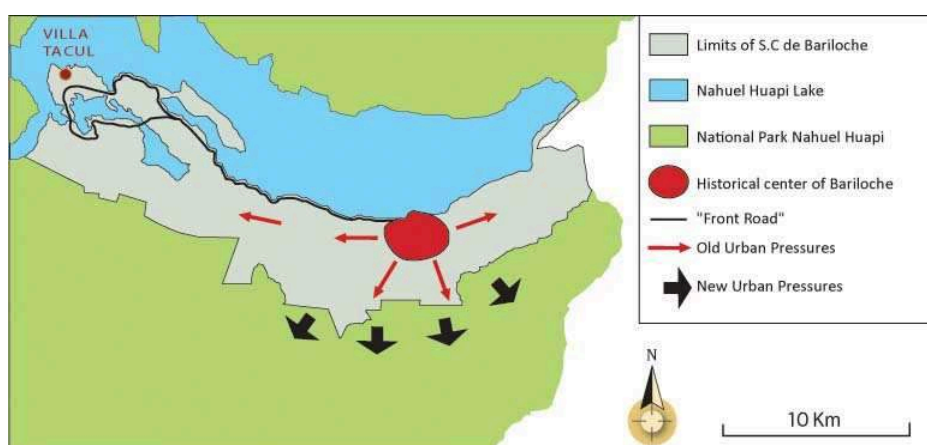 VILLA
TACUL
Limits of S.C de Bariloche
Nahuel Huapi Lake
National Park Nahuel Huapi
Historical center of Bariloche
"Front Road"
Old Urban Pressures
New Urban Pressures
N
10 Km